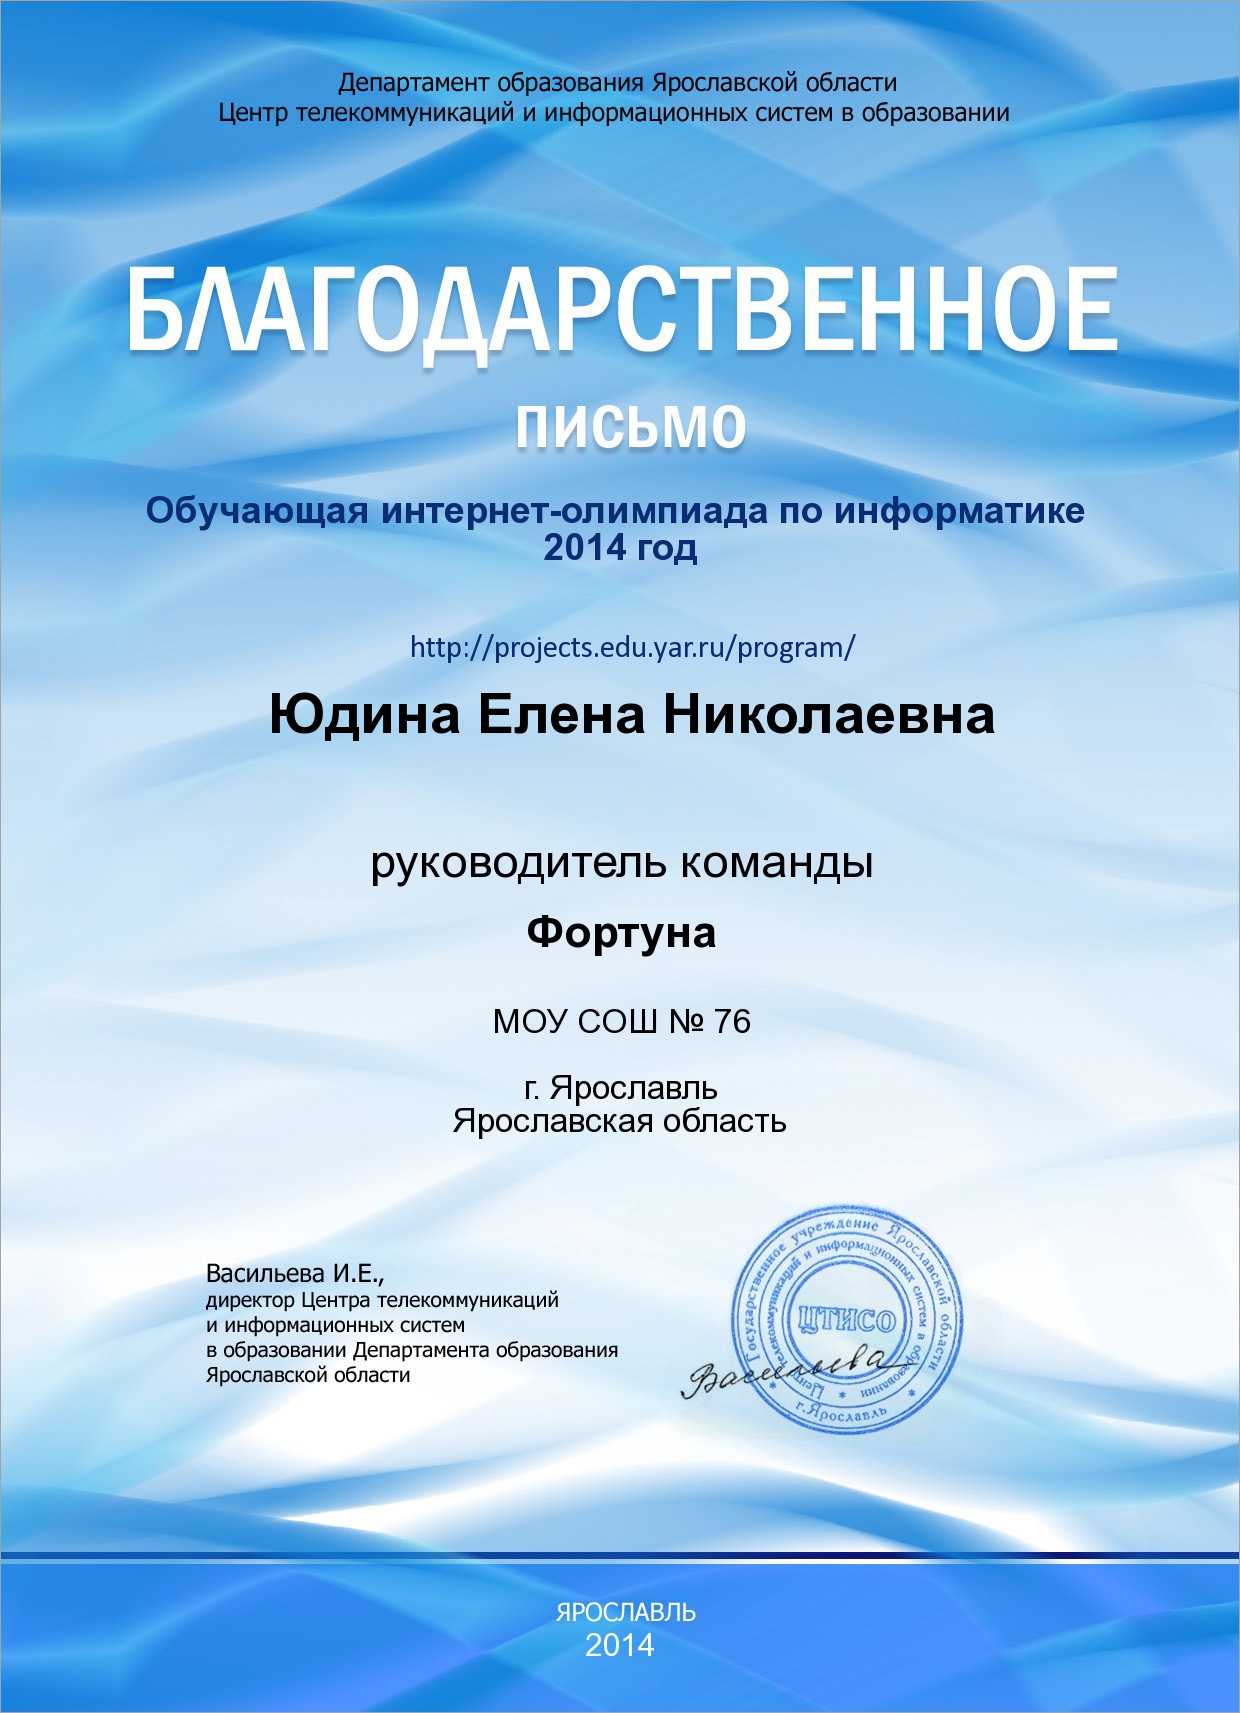 Департамент образования Ярославской области
Центр телекоммуникаций и информационных систем в образовании
БЛАГОДАРСТВЕННОЕ
ПИСЬМО
Обучающая интернет-олимпиада по информатике
2014 год
http://projects.edu.yar.ru/program/
Юдина Елена Николаевна
руководитель команды
Фортуна
МОУ СОШ № 76
г. Ярославль
Ярославская область
Васильева И.Е.,
директор Центра телекоммуникаций
и информационных систем
в образовании Департамента образования
Ярославской области
Государственное учреждение Ярославской области
Центр телекоммуникаций и информационных систем в образовании
ЦТИСО
г.Ярославль
Васильева
ЯРОСЛАВЛЬ
2014